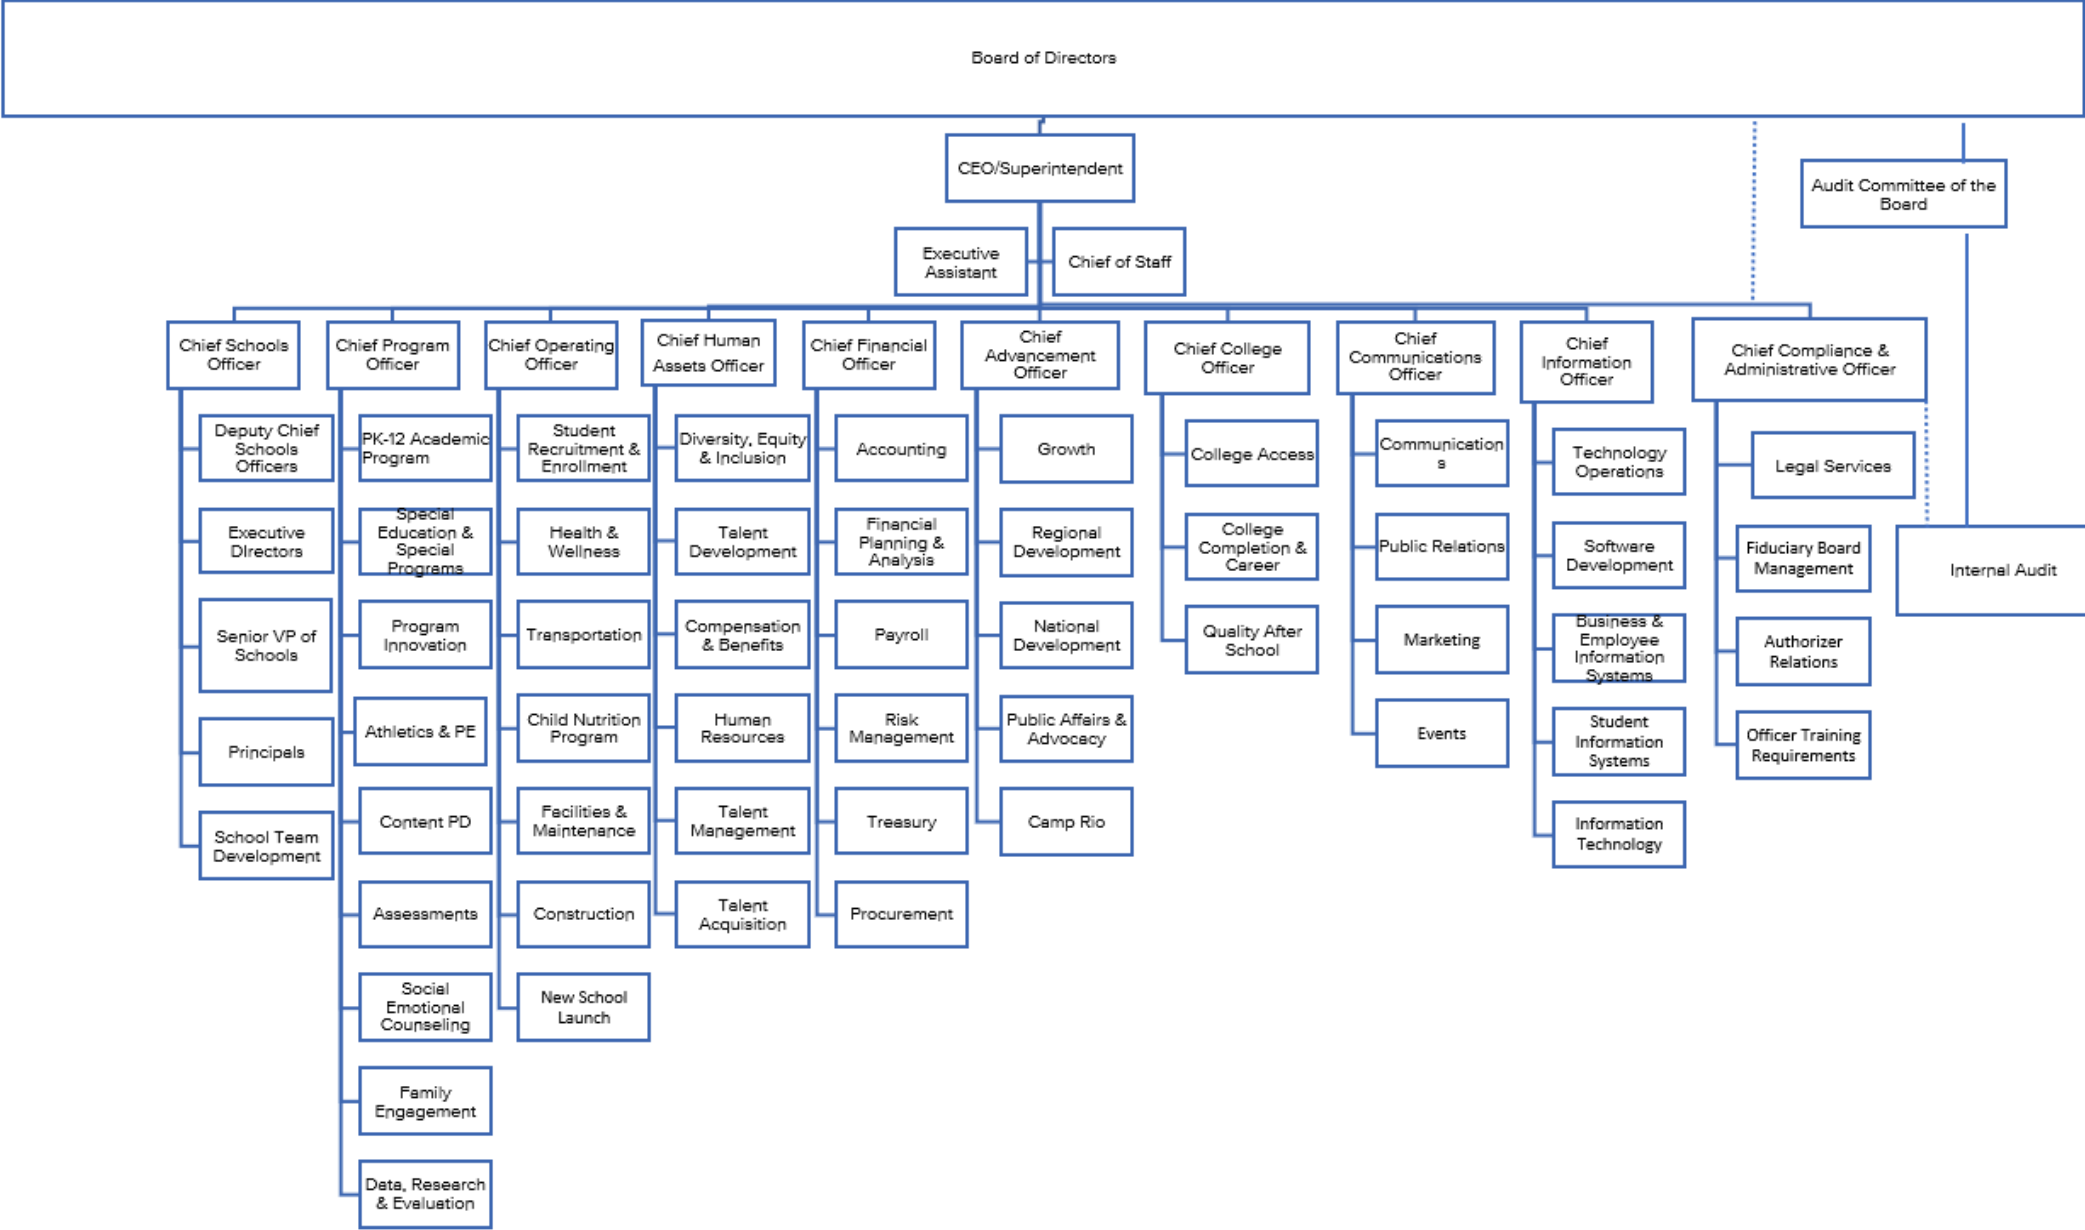 Board of Directors
CEO/Superintendent
Audit Committee of the
Board
Executive
Assistant
Chief of Staff
Chief Schools
Officer
Deputy Chief
Schools
Officers
Executive
DIrectors
Senior VP of
Schools
Principals
School Team
Development
Chief Program
Officer
PK-12 Academic
Program
Special
Education &
Special
Programs
Program
Innovation
Athletics & PE
Content PD
Assessments
Social
Emotional
Counseling
Family
Engagement
Data, Research
& Evaluation
Chief Operating
Officer
Student
Recruitment &
Enrollment
Health &
Wellness
Transportation
Child Nutrition
Program
Facilities &
Maintenance
Construction
New School
Launch
Chief Human
Assets Officer
Diversity, Equity
& Inclusion
Talent
Development
Compensation
& Benefits
Human
Resources
Talent
Management
Talent
Acquisition
Chief Financial
Officer
Accounting
Financial
Planning &
Analysis
Payroll
Risk
Management
Treasury
Procurement
Chief
Advancement
Officer
Growth
Regional
Development
National
Development
Public Affairs &
Advocacy
Camp Rio
Chief College
Officer
College Access
College
Completion &
Career
Quality After
School
Chief
Communications
Officer
Communication
s
Public Relations
Marketing
Events
Chief
Information
Officer
Technology
Operations
Software
Development
Business &
Employee
Information
Systems
Student
Information
Systems
Information
Technology
Chief Compliance &
Administrative Officer
Legal Services
Fiduciary Board
Management
Authorizer
Relations
Officer Training
Requirements
Internal Audit